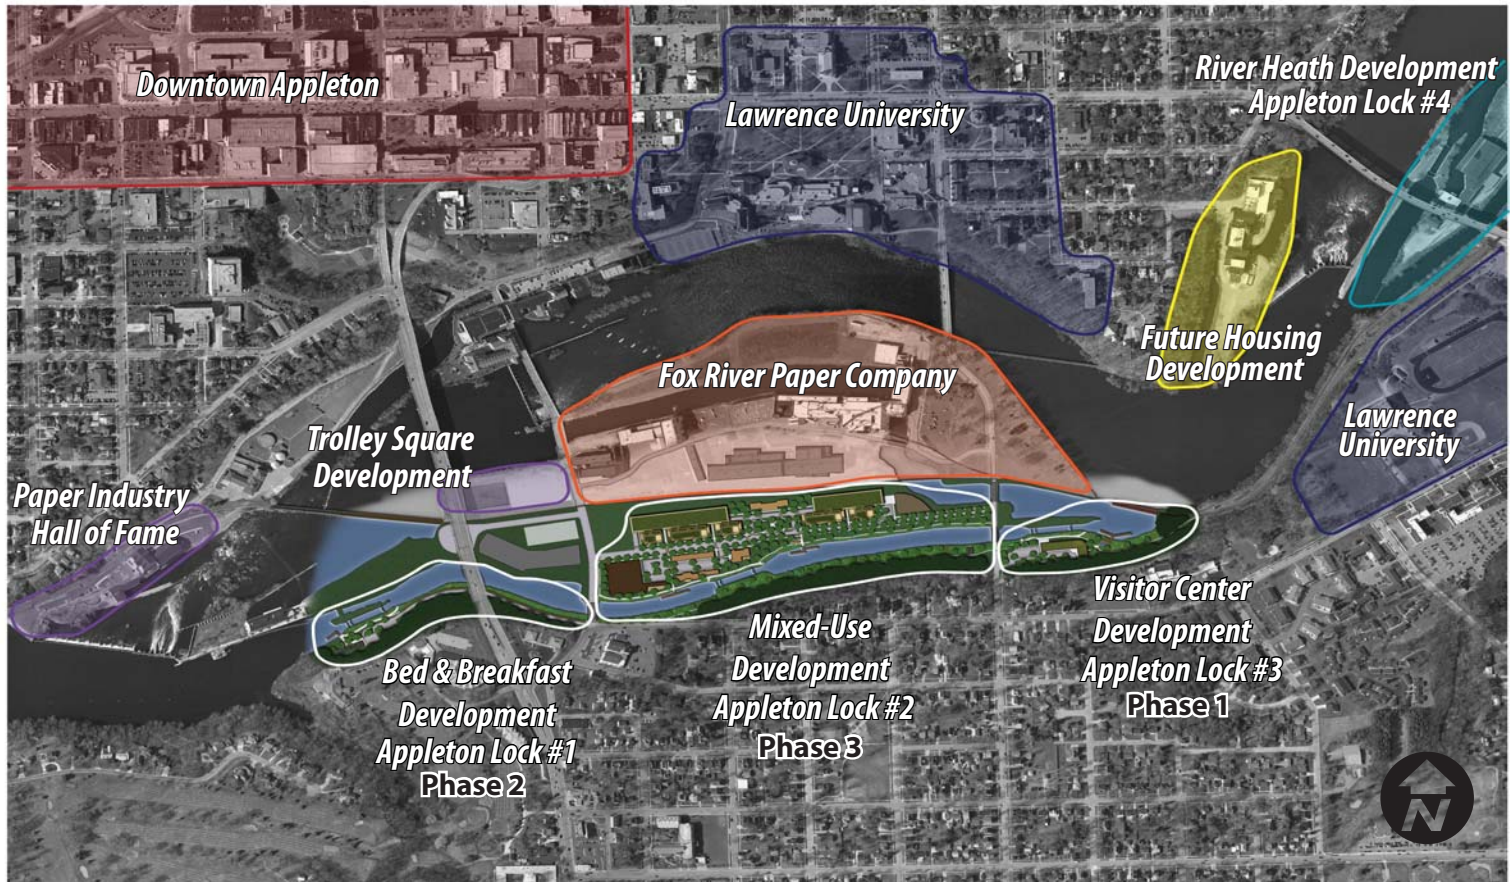 Downtown Appleton
Lawrence University
River Heath Development
Appleton Lock #4
Future Housing
Development
Fox River Paper Company
Lawrence
University
Trolley Square
Development
Paper Industry
Hall of Fame
Bed & Breakfast
Development
Appleton Lock #1
Phase 2
Mixed-Use
Development
Appleton Lock #2
Phase 3
Visitor Center
Development
Appleton Lock #3
Phase 1
N